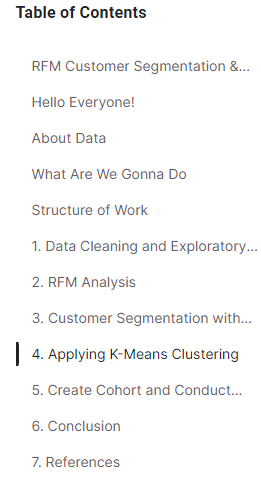 Table of Contents
RFM Customer Segmentation &...
Hello Everyone!
About Data
What Are We Gonna Do
Structure of Work
1. Data Cleaning and Exploratory...
2. RFM Analysis
3. Customer Segmentation with...
4. Applying K-Means Clustering
5. Create Cohort and Conduct...
6. Conclusion
7. References